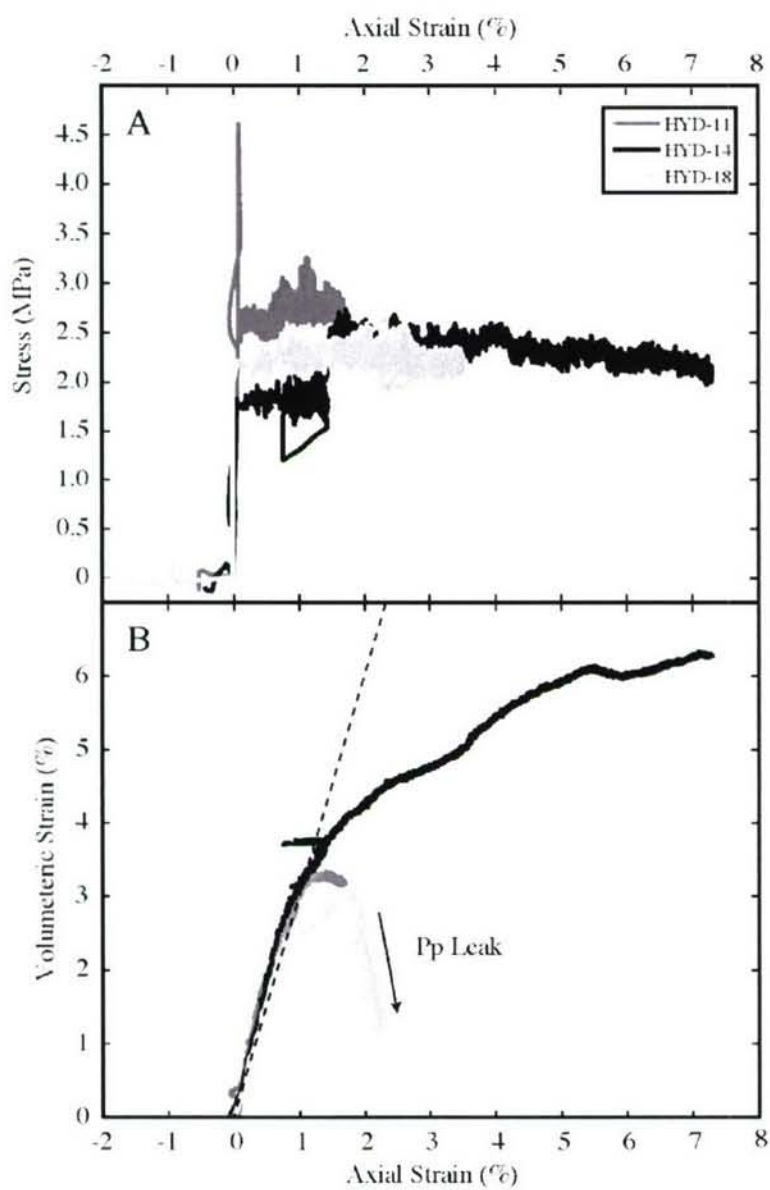 Axial Strain (%)
-2 -1 0 1 2 3 4 5 6 7 8
A
HYD-11
HYD-14
HYD-18
4.5
4.0
3.5
3.0
2.5
2.0
1.5
1.0
0.5
0
Stress (MPa)
B
6
5
4
3
2
1
0
Volumeteric Strain (%)
Pp Leak
-2 -1 0 1 2 3 4 5 6 7 8
Axial Strain (%)